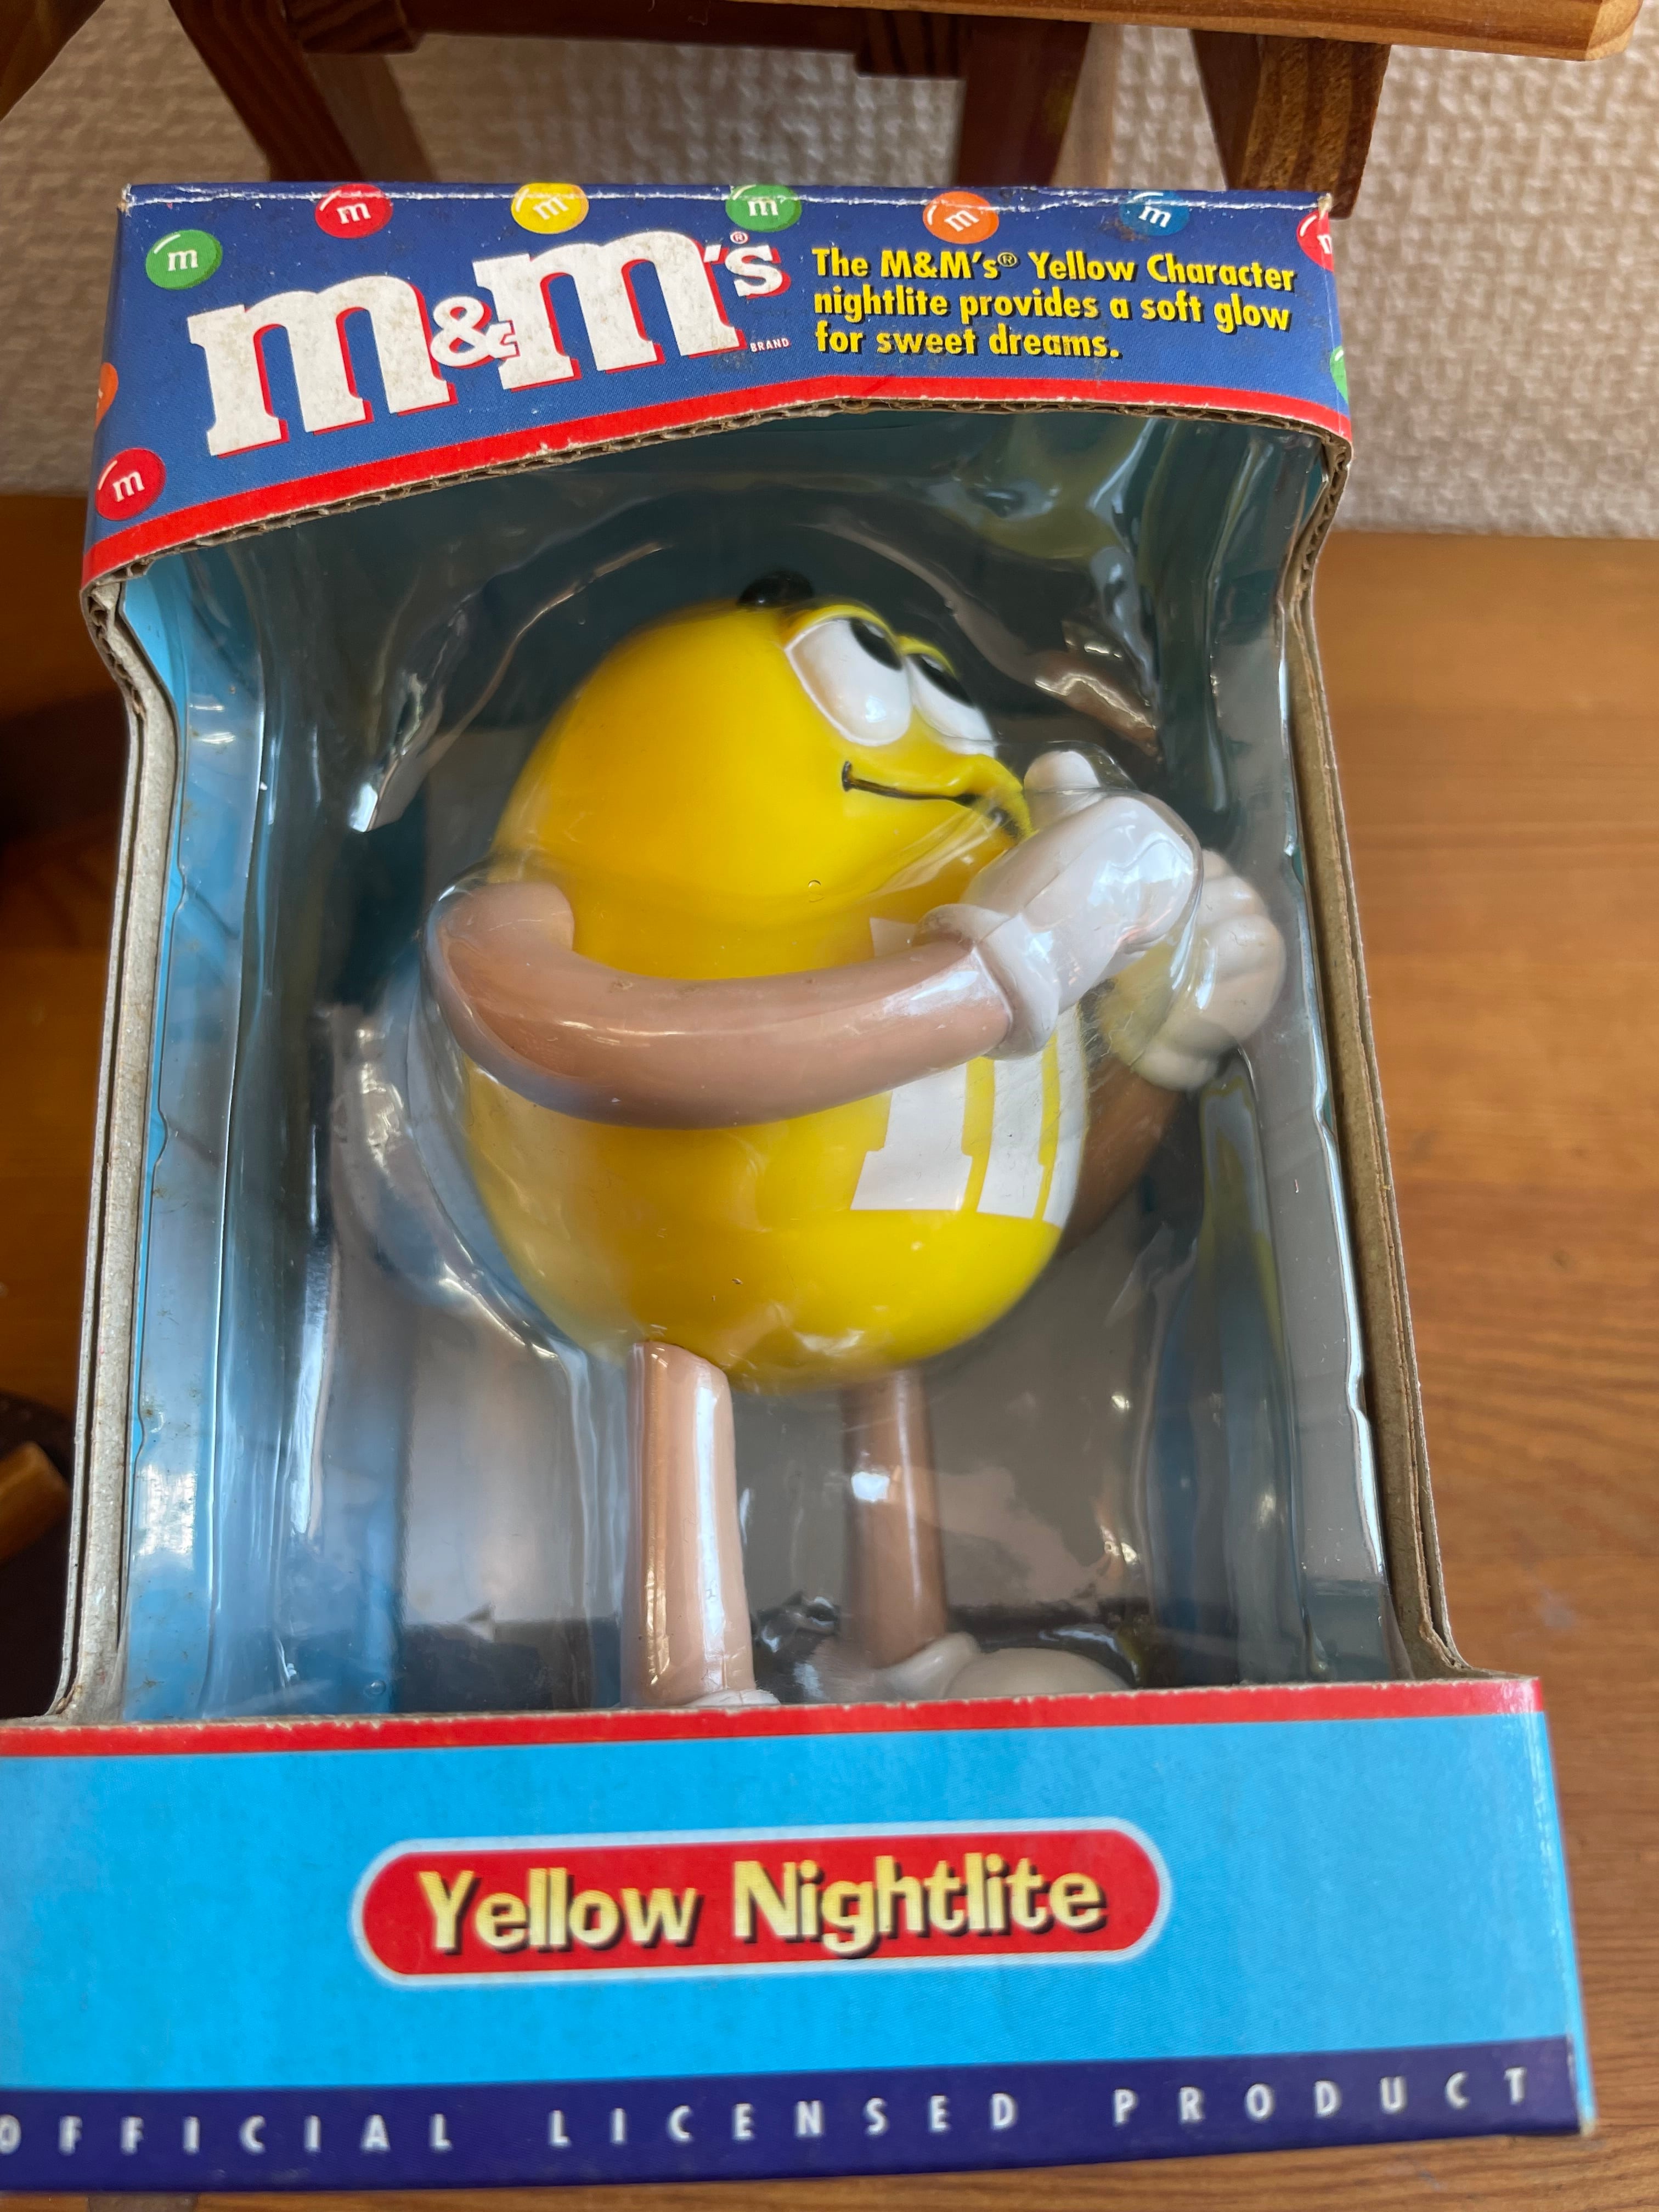 m m m m m m
m&m's® BRAND
The M&M's® Yellow Character
nightlite provides a soft glow
for sweet dreams.
m
m
Yellow Nightlite
OFFICIAL LICENSED PRODUCT